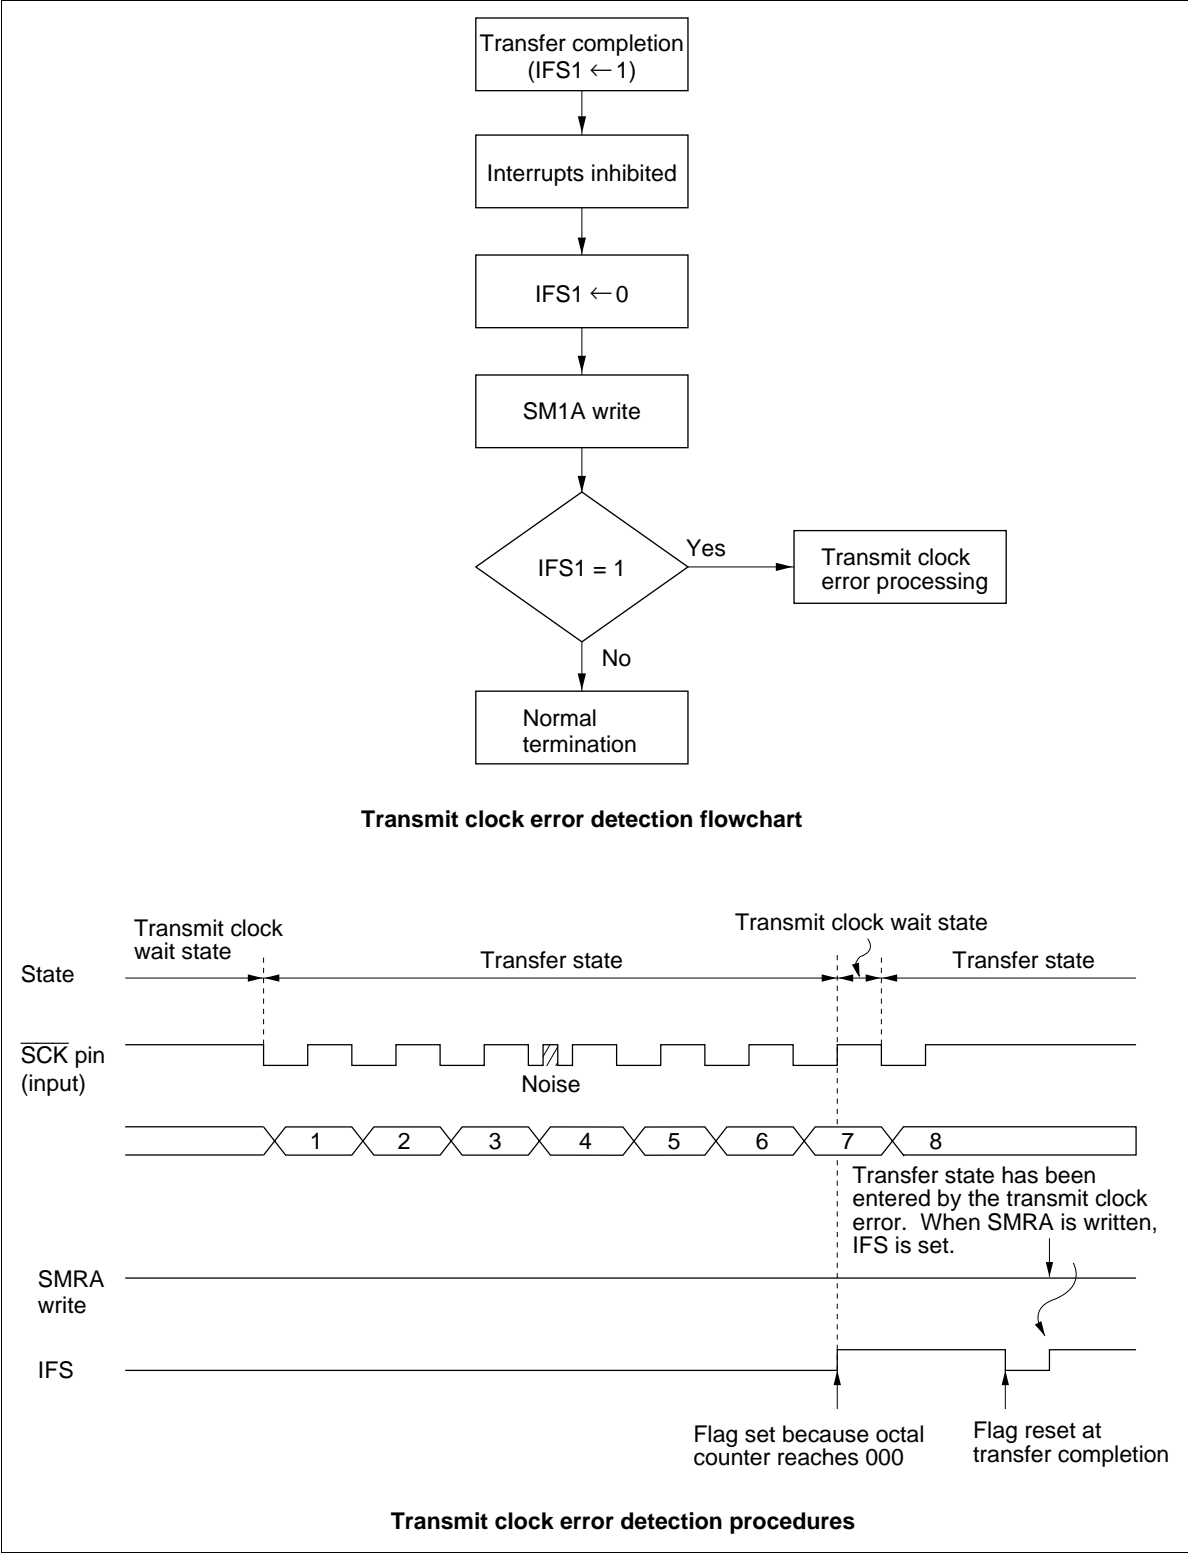 Transfer completion
(IFS1 ← 1)
Interrupts inhibited
IFS1 ← 0
SM1A write
IFS1 = 1
Yes
Transmit clock
error processing
No
Normal
termination
Transmit clock error detection flowchart
Transmit clock
wait state
Transmit clock wait state
State
Transfer state
Transfer state
SCK pin
(input)
Noise
1 2 3 4 5 6 7 8
Transfer state has been
entered by the transmit clock
error. When SMRA is written,
IFS is set.
SMRA
write
IFS
Flag set because octal
counter reaches 000
Flag reset at
transfer completion
Transmit clock error detection procedures